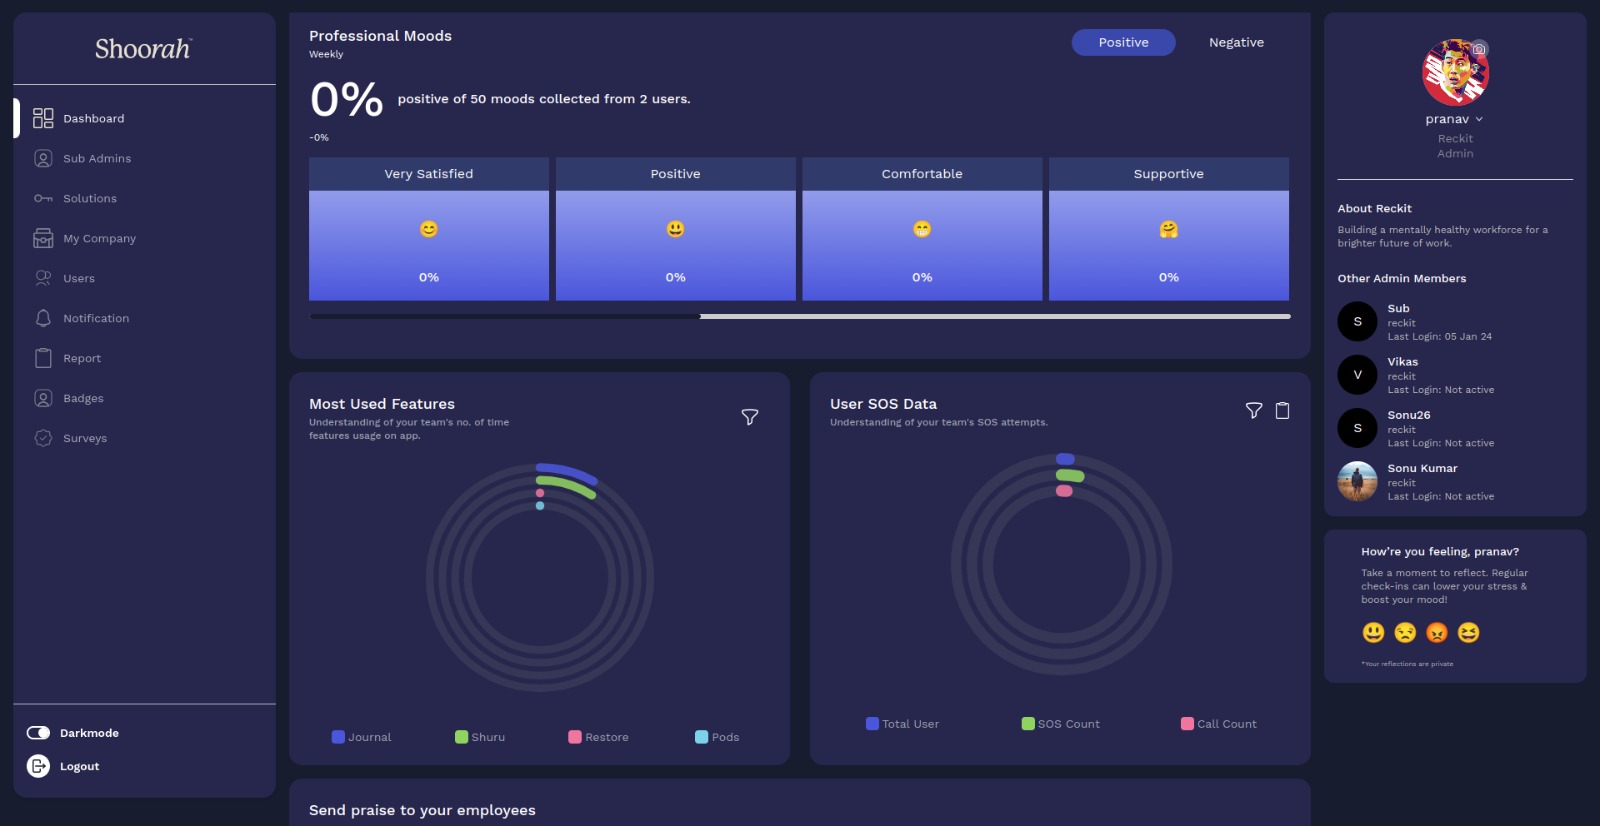 Shoorah™
Dashboard
Sub Admins
Solutions
My Company
Users
Notification
Report
Badges
Surveys
Darkmode
Logout
Professional Moods
Weekly
Positive
Negative
0% positive of 50 moods collected from 2 users.
-0%
Very Satisfied
Positive
Comfortable
Supportive
0%
0%
0%
0%
Most Used Features
Understanding of your team's no. of time
features usage on app.
Journal
Shuru
Restore
Pods
User SOS Data
Understanding of your team's SOS attempts.
Total User
SOS Count
Call Count
Send praise to your employees
pranav
Reckit
Admin
About Reckit
Building a mentally healthy workforce for a
brighter future of work.
Other Admin Members
S
Sub
reckit
Last Login: 05 Jan 24
V
Vikas
reckit
Last Login: Not active
S
Sonu26
reckit
Last Login: Not active
Sonu Kumar
reckit
Last Login: Not active
How're you feeling, pranav?
Take a moment to reflect. Regular
check-ins can lower your stress &
boost your mood!
*Your reflections are private